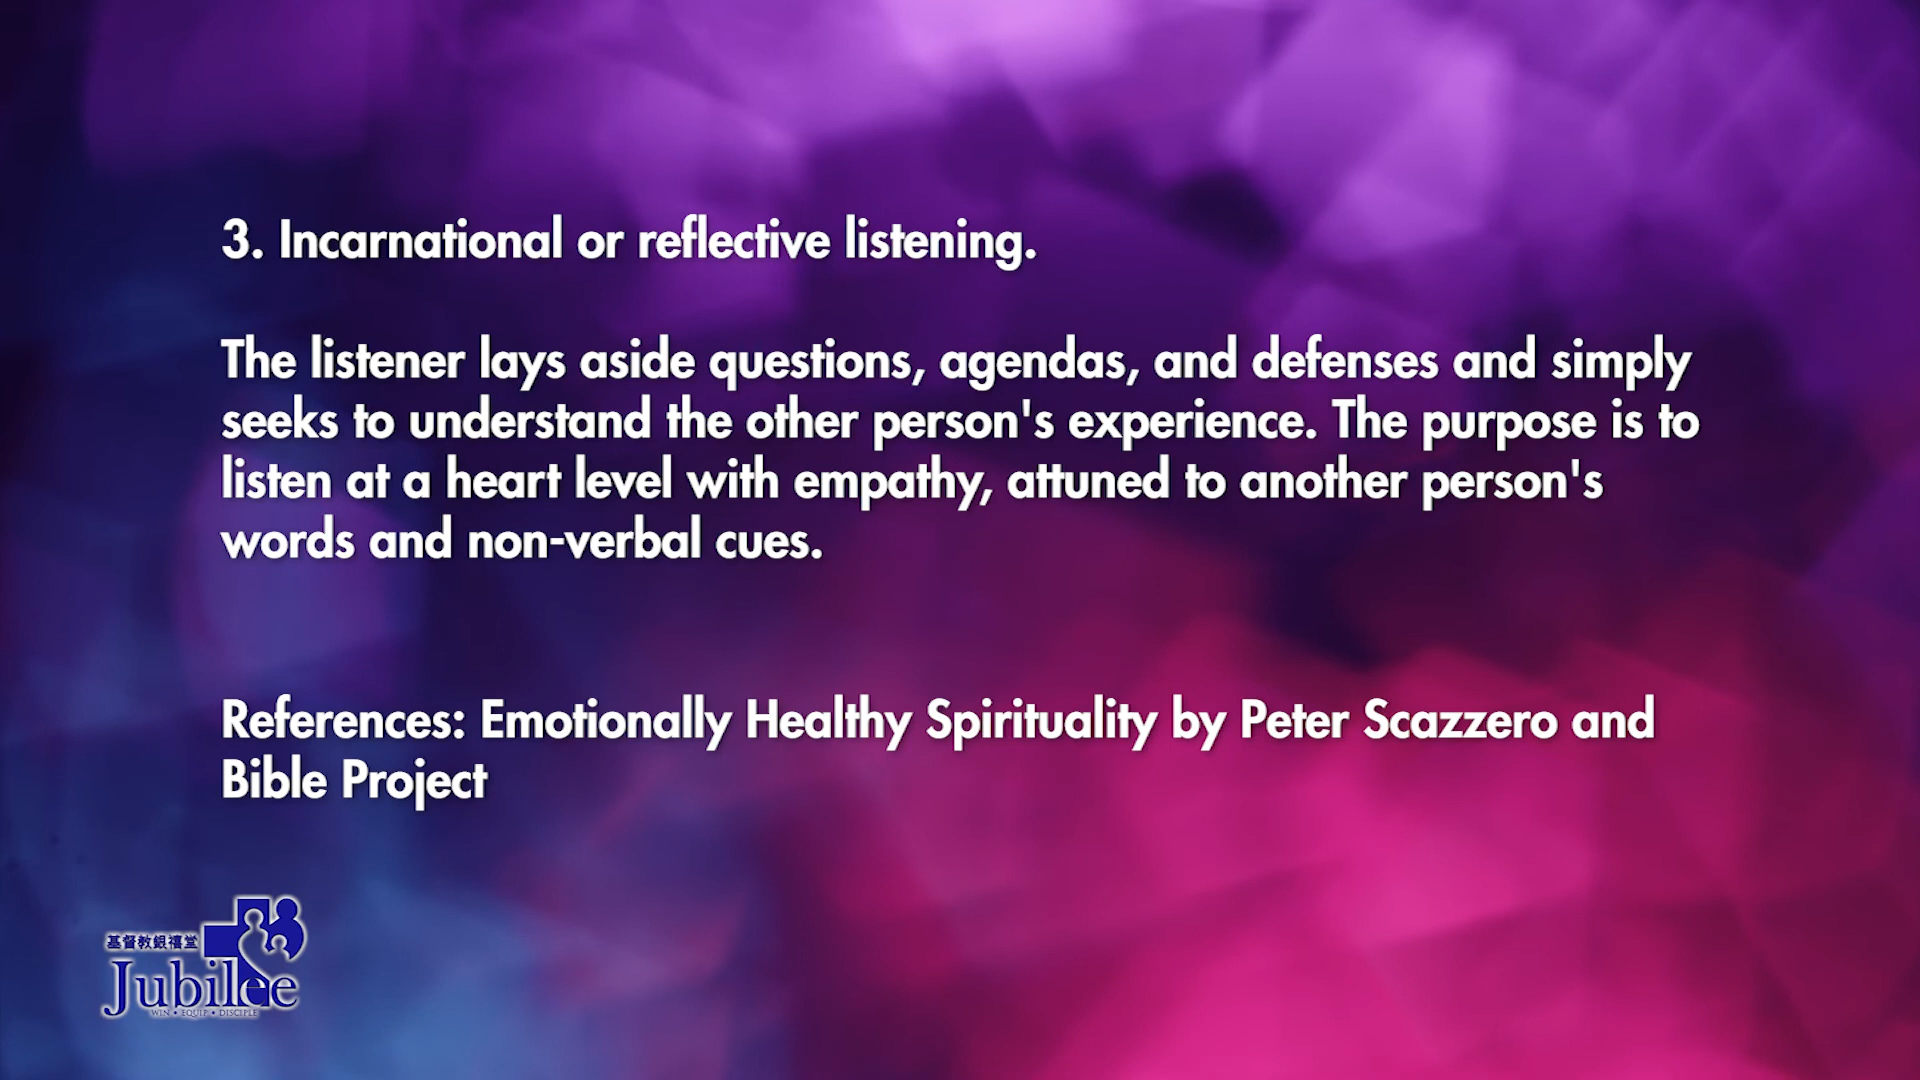 3. Incarnational or reflective listening.
The listener lays aside questions, agendas, and defenses and simply
seeks to understand the other person's experience. The purpose is to
listen at a heart level with empathy, attuned to another person's
words and non-verbal cues.
References: Emotionally Healthy Spirituality by Peter Scazzero and
Bible Project
基督教銀禧堂
Jubilee
WIN • EQUIP • DISCIPLE